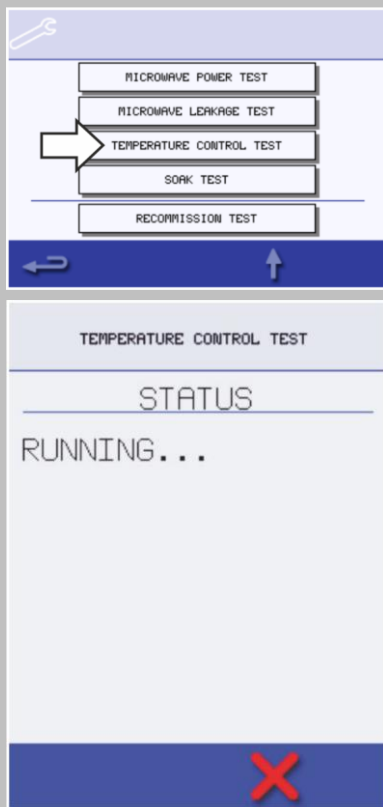 MICROWAVE POWER TEST
MICROWAVE LEAKAGE TEST
TEMPERATURE CONTROL TEST
SOAK TEST
RECOMMISSION TEST
TEMPERATURE CONTROL TEST
STATUS
RUNNING...